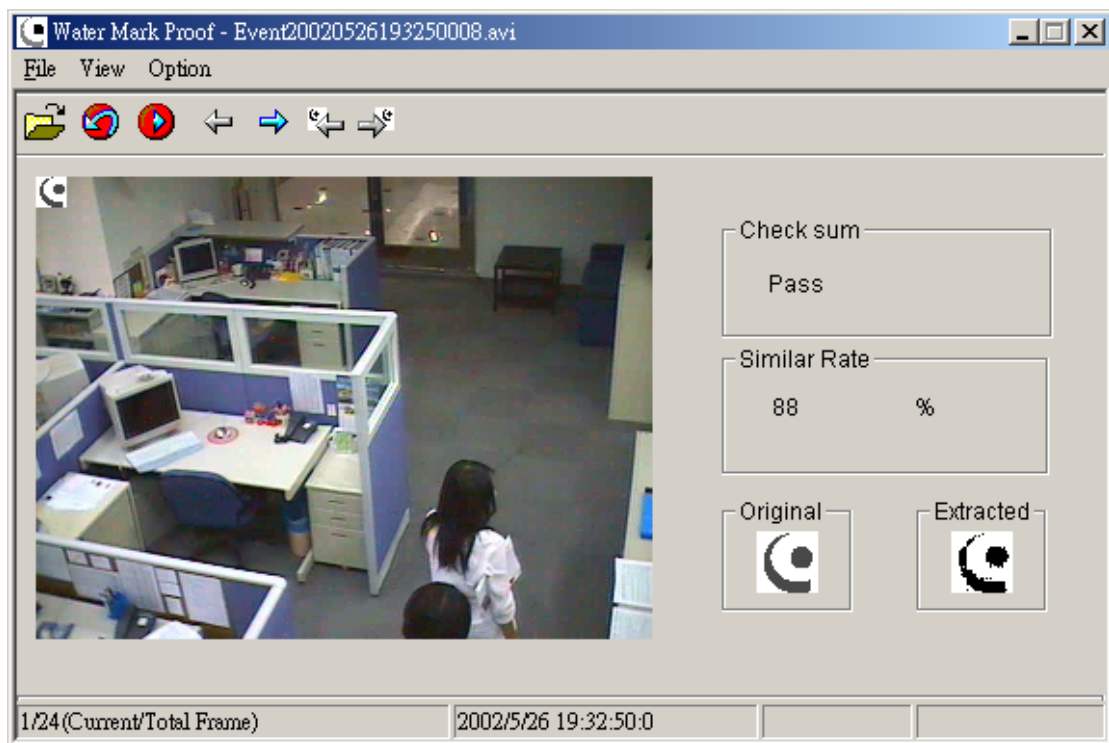 Water Mark Proof - Event20020526193250008.avi
File View Option
Check sum
Pass
Similar Rate
88 %
Original
Extracted
1/24(Current/Total Frame) 2002/5/26 19:32:50:0